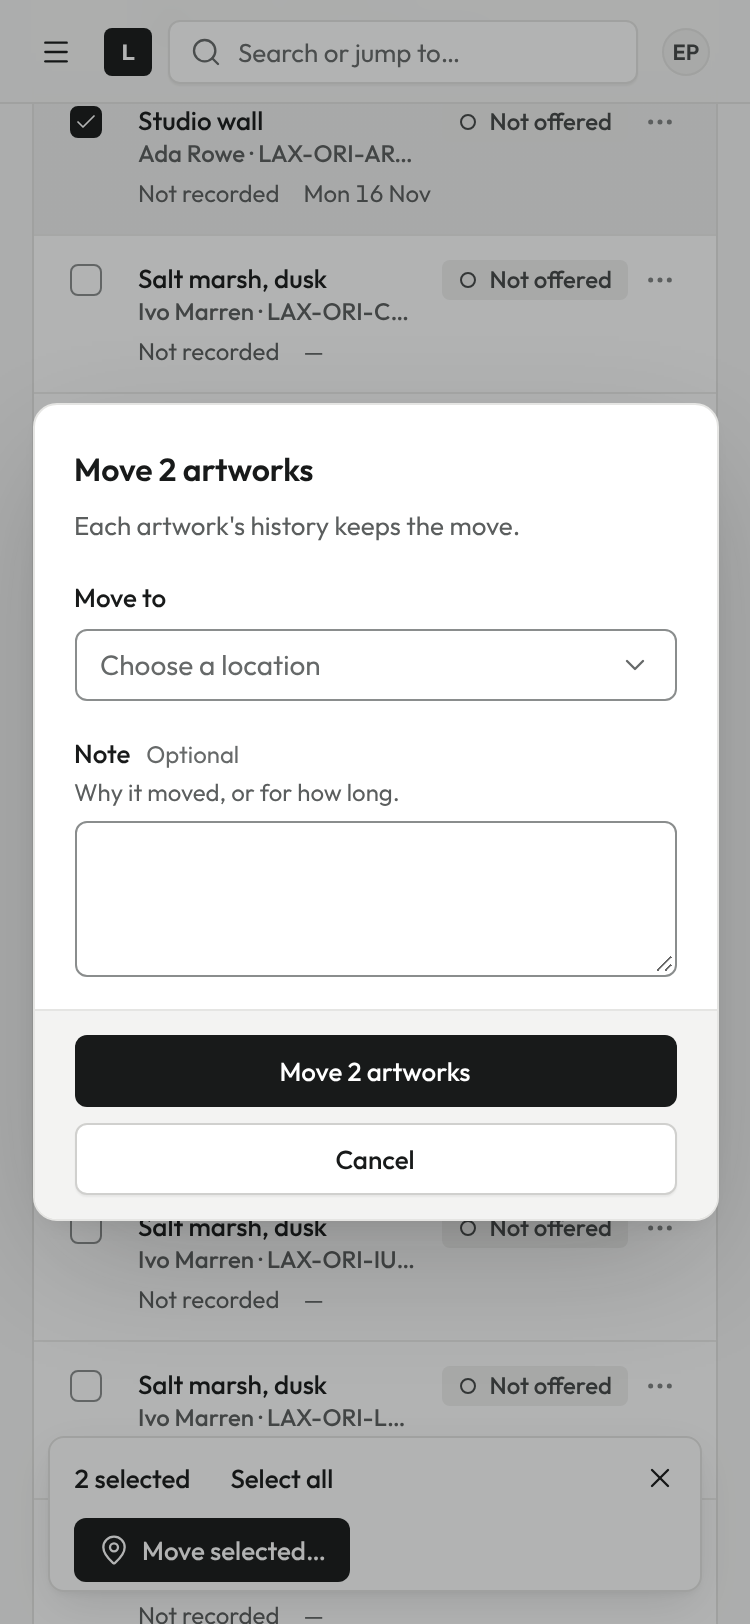 L
Search or jump to...
EP
Studio wall
Not offered
Ada Rowe · LAX-ORI-AR...
Not recorded
Mon 16 Nov
Salt marsh, dusk
Not offered
Ivo Marren · LAX-ORI-C...
Not recorded
—
Move 2 artworks
Each artwork's history keeps the move.
Move to
Choose a location
Note Optional
Why it moved, or for how long.
Move 2 artworks
Cancel
Salt marsh, dusk
Not offered
Ivo Marren · LAX-ORI-IU...
Not recorded
—
Salt marsh, dusk
Not offered
Ivo Marren · LAX-ORI-L...
2 selected
Select all
Move selected...
Not recorded
—